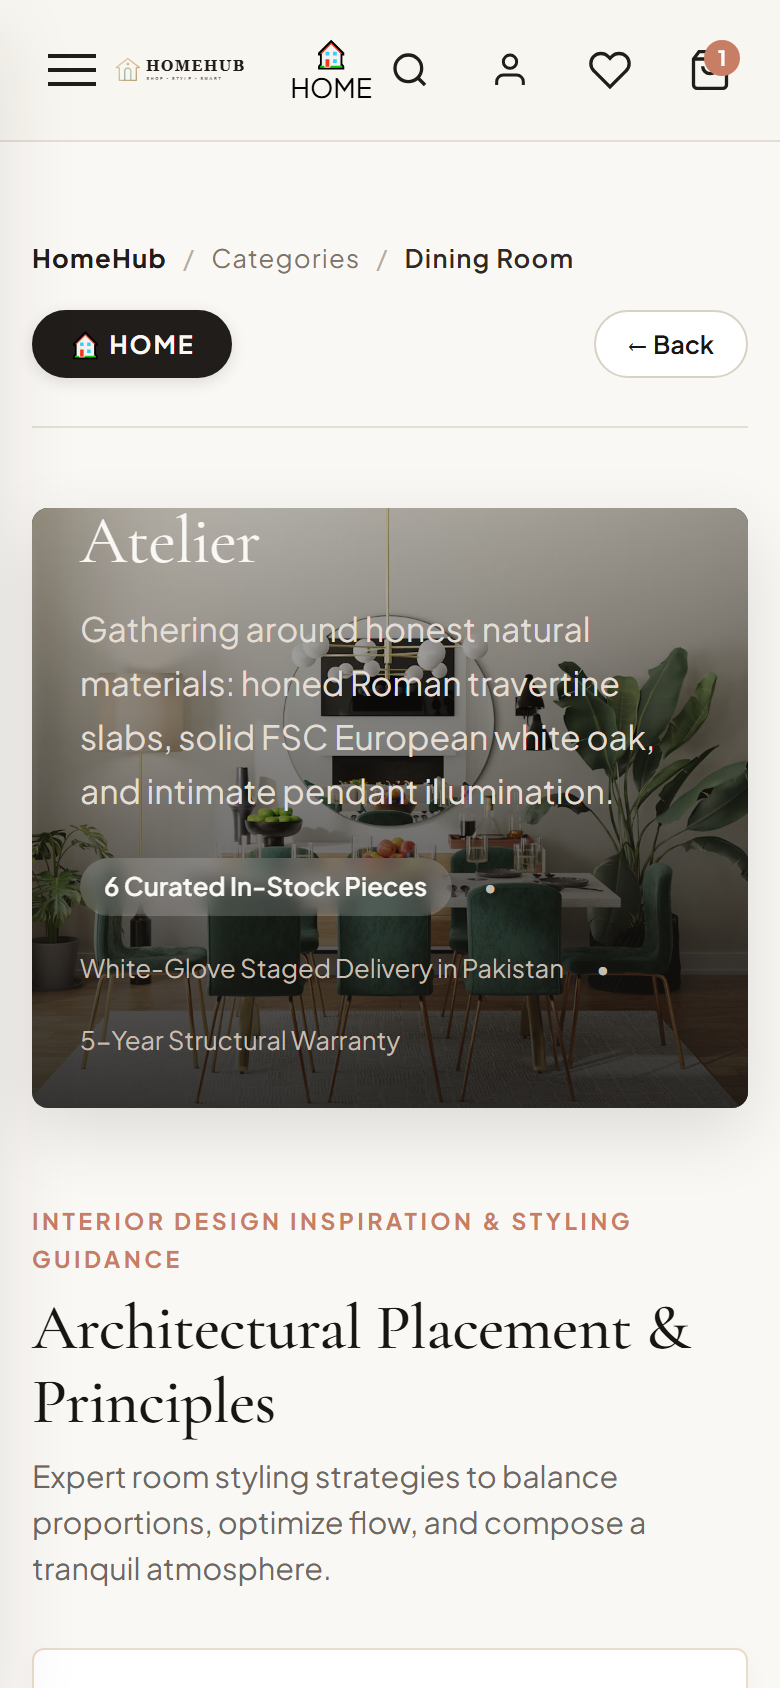 HOMEHUB
SHOP • STYLE • SMART
HOME
1
HomeHub / Categories / Dining Room
HOME
← Back
Atelier
Gathering around honest natural
materials: honed Roman travertine
slabs, solid FSC European white oak,
and intimate pendant illumination.
6 Curated In-Stock Pieces •
White-Glove Staged Delivery in Pakistan •
5-Year Structural Warranty
INTERIOR DESIGN INSPIRATION & STYLING
GUIDANCE
Architectural Placement &
Principles
Expert room styling strategies to balance
proportions, optimize flow, and compose a
tranquil atmosphere.